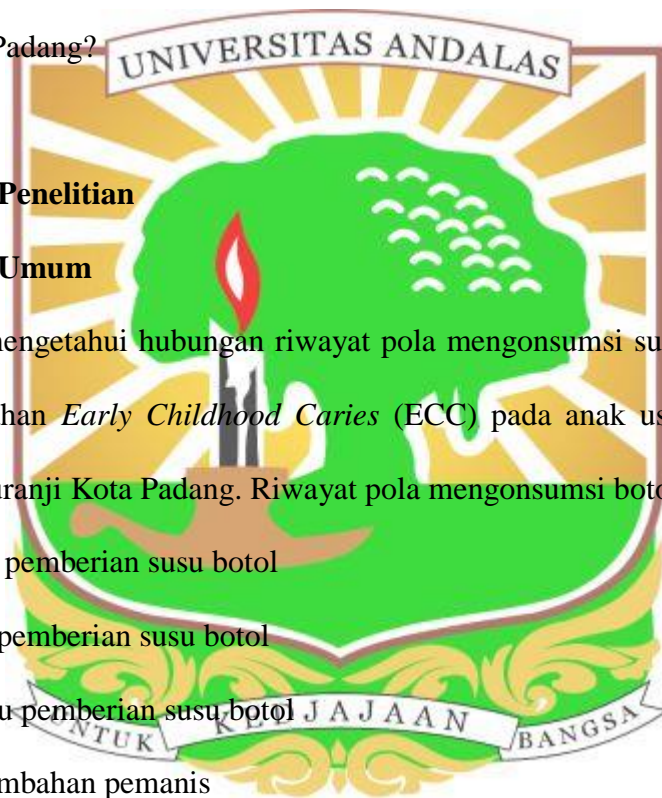 Padang?
UNIVERSITAS ANDALAS
Penelitian
Umum
mengetahui hubungan riwayat pola mengonsumsi su
han Early Childhood Caries (ECC) pada anak us
uranji Kota Padang. Riwayat pola mengonsumsi boto
pemberian susu botol
pemberian susu botol
u pemberian susu botol
UNTUK KEDJAJAAN BANGSA
mbahan pemanis